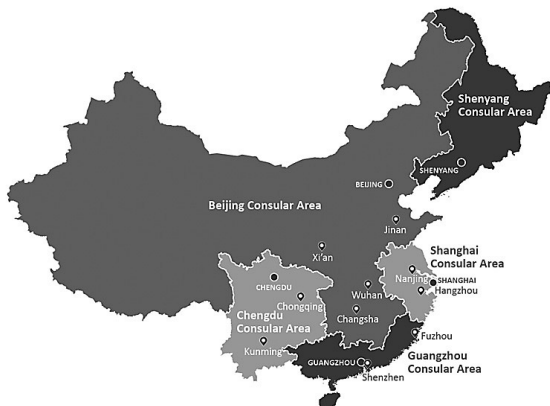 Shenyang
Consular Area
SHENYANG
BEIJING
Beijing Consular Area
Jinan
Xi'an
Shanghai
Consular Area
Nanjing
SHANGHAI
Hangzhou
CHENGDU
Chongqing
Wuhan
Changsha
Chengdu
Consular Area
Kunming
Fuzhou
Guangzhou
Consular Area
GUANGZHOU
Shenzhen